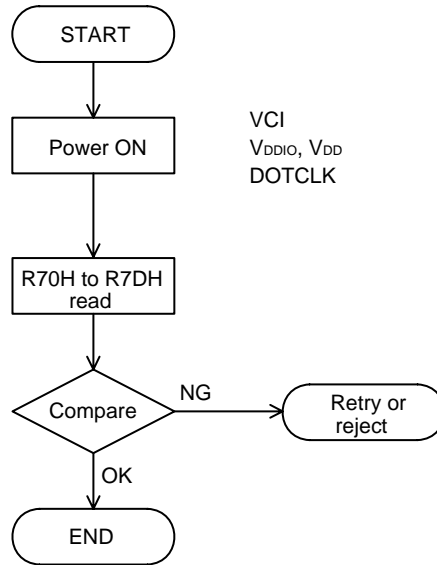 START
Power ON
VCI
VDDIO, VDD
DOTCLK
R70H to R7DH
read
Compare
NG
Retry or
reject
OK
END